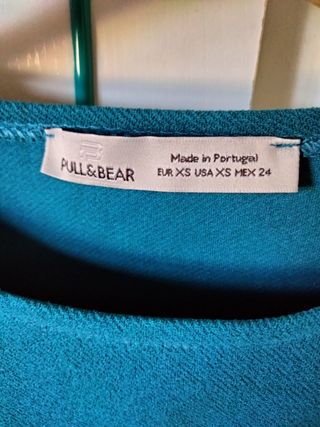 PULL&BEAR
Made in Portugal
EUR XS USA XS MEX 24